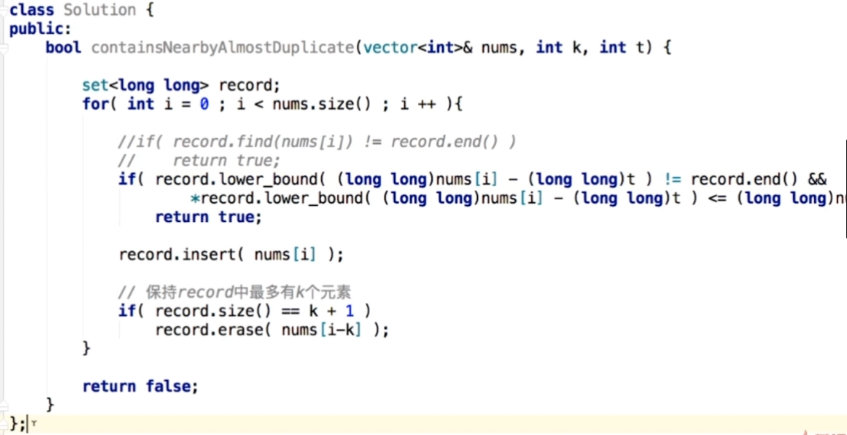 class Solution {
public:
    bool containsNearbyAlmostDuplicate(vector<int>& nums, int k, int t) {
        set<long long> record;
        for( int i = 0 ; i < nums.size() ; i ++ ){
            //if( record.find(nums[i]) != record.end() )
            //    return true;
            if( record.lower_bound( (long long)nums[i] - (long long)t ) != record.end() &&
                    *record.lower_bound( (long long)nums[i] - (long long)t ) <= (long long)n
                return true;
            record.insert( nums[i] );
            // 保持record中最多有k个元素
            if( record.size() == k + 1 )
                record.erase( nums[i-k] );
        }
        return false;
    }
};